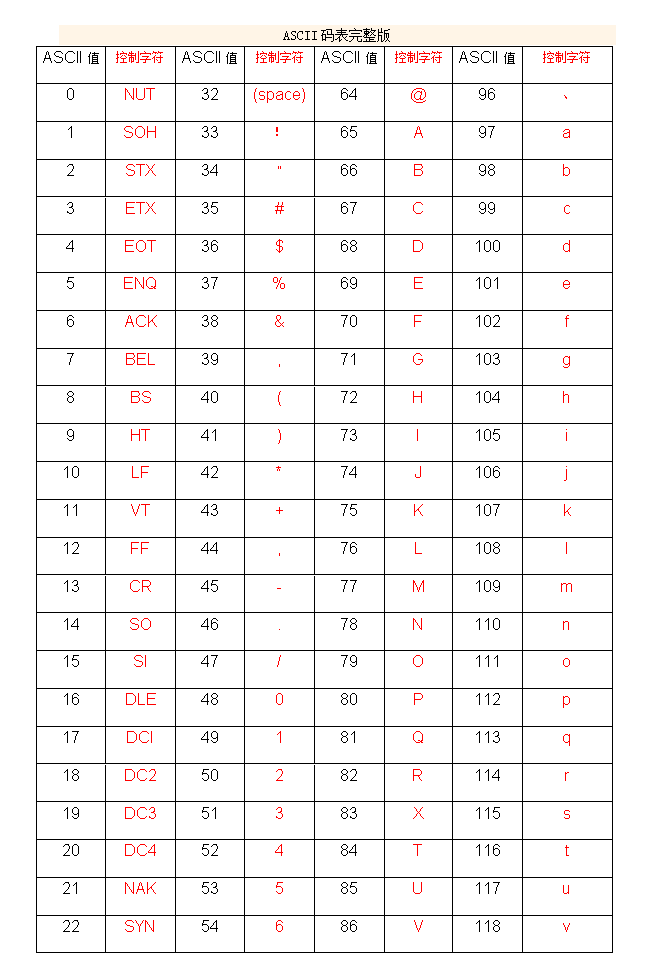 ASCII码表完整版
ASCII 值 控制字符 ASCII 值 控制字符 ASCII 值 控制字符 ASCII 值 控制字符
0 NUT 32 (space) 64 @ 96 、
1 SOH 33 ! 65 A 97 a
2 STX 34 " 66 B 98 b
3 ETX 35 # 67 C 99 c
4 EOT 36 $ 68 D 100 d
5 ENQ 37 % 69 E 101 e
6 ACK 38 & 70 F 102 f
7 BEL 39 , 71 G 103 g
8 BS 40 ( 72 H 104 h
9 HT 41 ) 73 I 105 i
10 LF 42 * 74 J 106 j
11 VT 43 + 75 K 107 k
12 FF 44 , 76 L 108 l
13 CR 45 - 77 M 109 m
14 SO 46 . 78 N 110 n
15 SI 47 / 79 O 111 o
16 DLE 48 0 80 P 112 p
17 DCI 49 1 81 Q 113 q
18 DC2 50 2 82 R 114 r
19 DC3 51 3 83 X 115 s
20 DC4 52 4 84 T 116 t
21 NAK 53 5 85 U 117 u
22 SYN 54 6 86 V 118 v